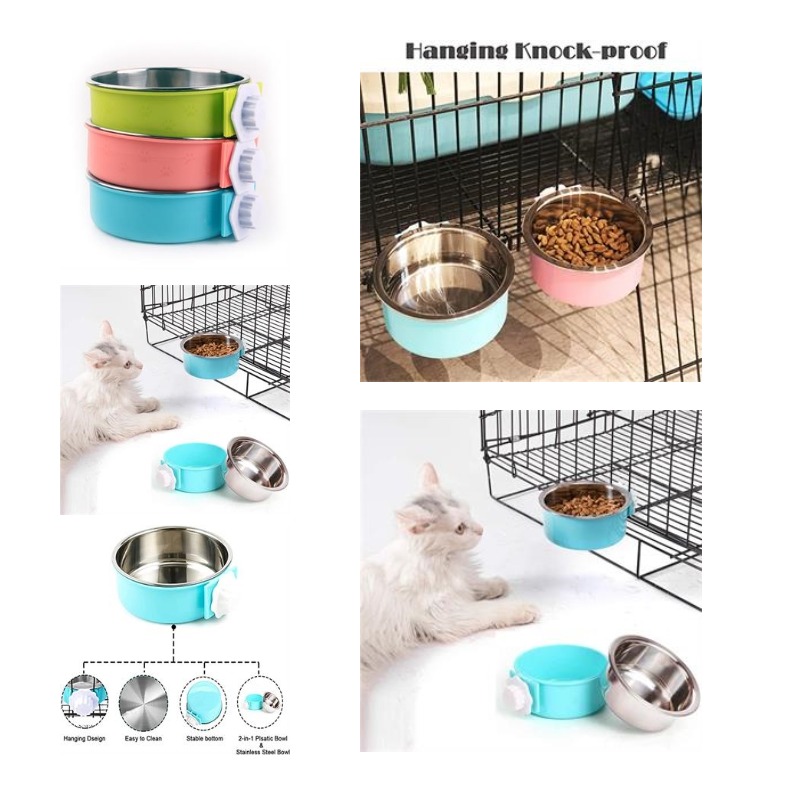 Hanging Knock-proof
Hanging Dseign
Easy to Clean
Stable bottom
2-in-1 Plsatic Bowl
&
Stainless Steel Bowl